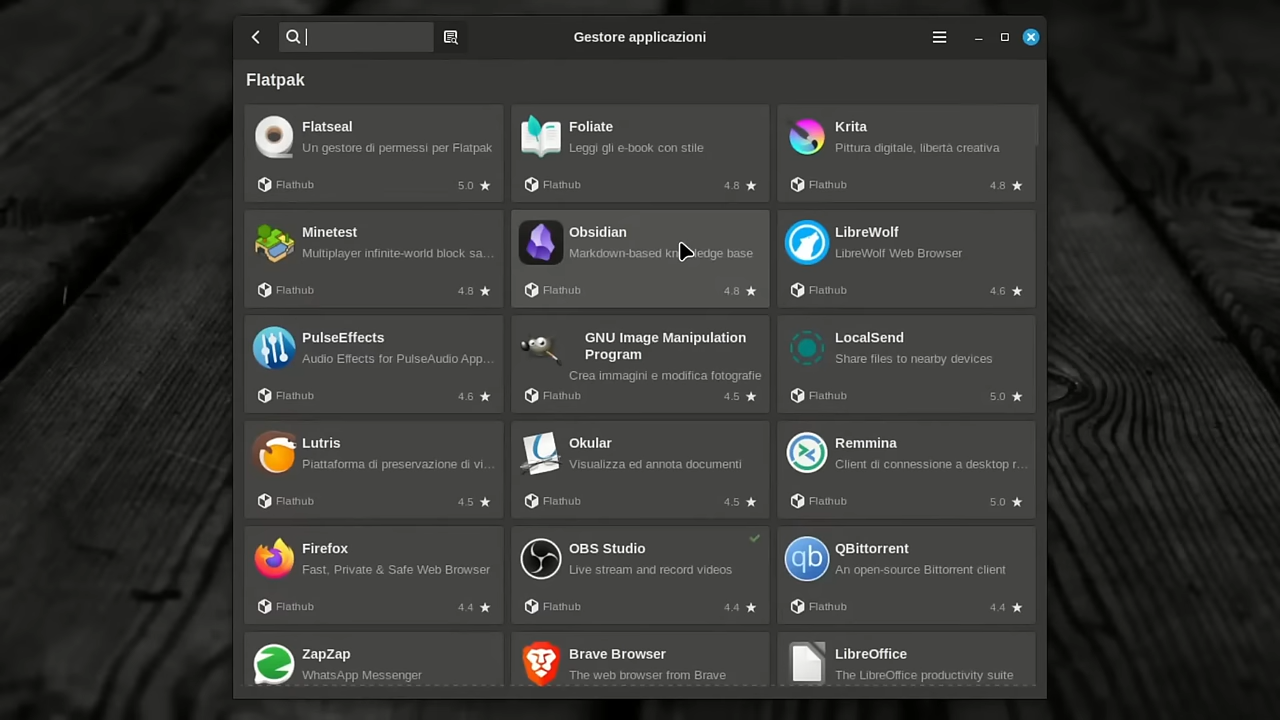 Gestore applicazioni
Flatpak
Flatseal
Un gestore di permessi per Flatpak
Flathub
5.0
Foliate
Leggi gli e-book con stile
Flathub
4.8
Krita
Pittura digitale, libertà creativa
Flathub
4.8
Minetest
Multiplayer infinite-world block sa...
Flathub
4.8
Obsidian
Markdown-based knowledge base
Flathub
4.8
LibreWolf
LibreWolf Web Browser
Flathub
4.6
PulseEffects
Audio Effects for PulseAudio App...
Flathub
4.6
GNU Image Manipulation
Program
Crea immagini e modifica fotografie
Flathub
4.5
LocalSend
Share files to nearby devices
Flathub
5.0
Lutris
Piattaforma di preservazione di vi...
Flathub
4.5
Okular
Visualizza ed annota documenti
Flathub
4.5
Remmina
Client di connessione a desktop r...
Flathub
5.0
Firefox
Fast, Private & Safe Web Browser
Flathub
4.4
OBS Studio
Live stream and record videos
Flathub
4.4
qb
QBittorrent
An open-source Bittorrent client
Flathub
4.4
ZapZap
WhatsApp Messenger
Brave Browser
The web browser from Brave
LibreOffice
The LibreOffice productivity suite